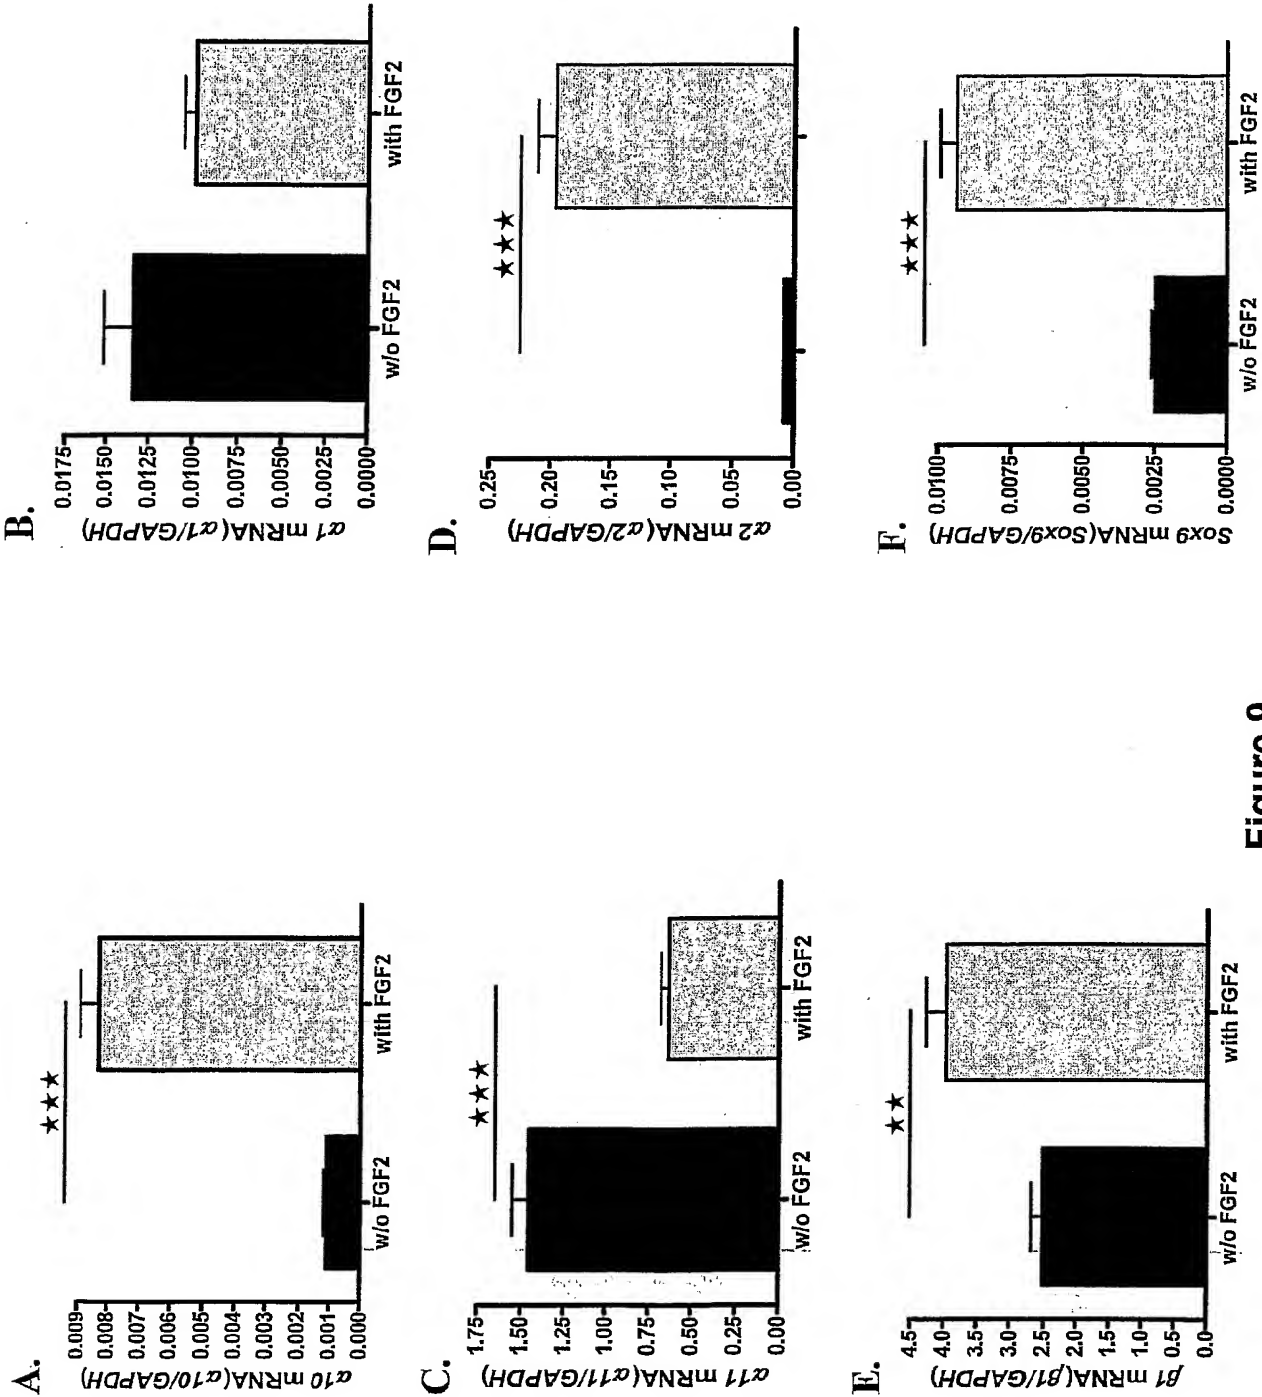 A.
α10 mRNA(α10/GAPDH)
0.009
0.008
0.007
0.006
0.005
0.004
0.003
0.002
0.001
0.000
★★★
w/o FGF2
with FGF2
B.
α1 mRNA(α1/GAPDH)
0.0175
0.0150
0.0125
0.0100
0.0075
0.0050
0.0025
0.0000
w/o FGF2
with FGF2
C.
α11 mRNA(α11/GAPDH)
1.75
1.50
1.25
1.00
0.75
0.50
0.25
0.00
★★★
w/o FGF2
with FGF2
D.
α2 mRNA(α2/GAPDH)
0.25
0.20
0.15
0.10
0.05
0.00
★★★
E.
β1 mRNA(β1/GAPDH)
4.5
4.0
3.5
3.0
2.5
2.0
1.5
1.0
0.5
0.0
★★
w/o FGF2
with FGF2
F.
Sox9 mRNA(Sox9/GAPDH)
0.0100
0.0075
0.0050
0.0025
0.0000
★★★
w/o FGF2
with FGF2
Figure